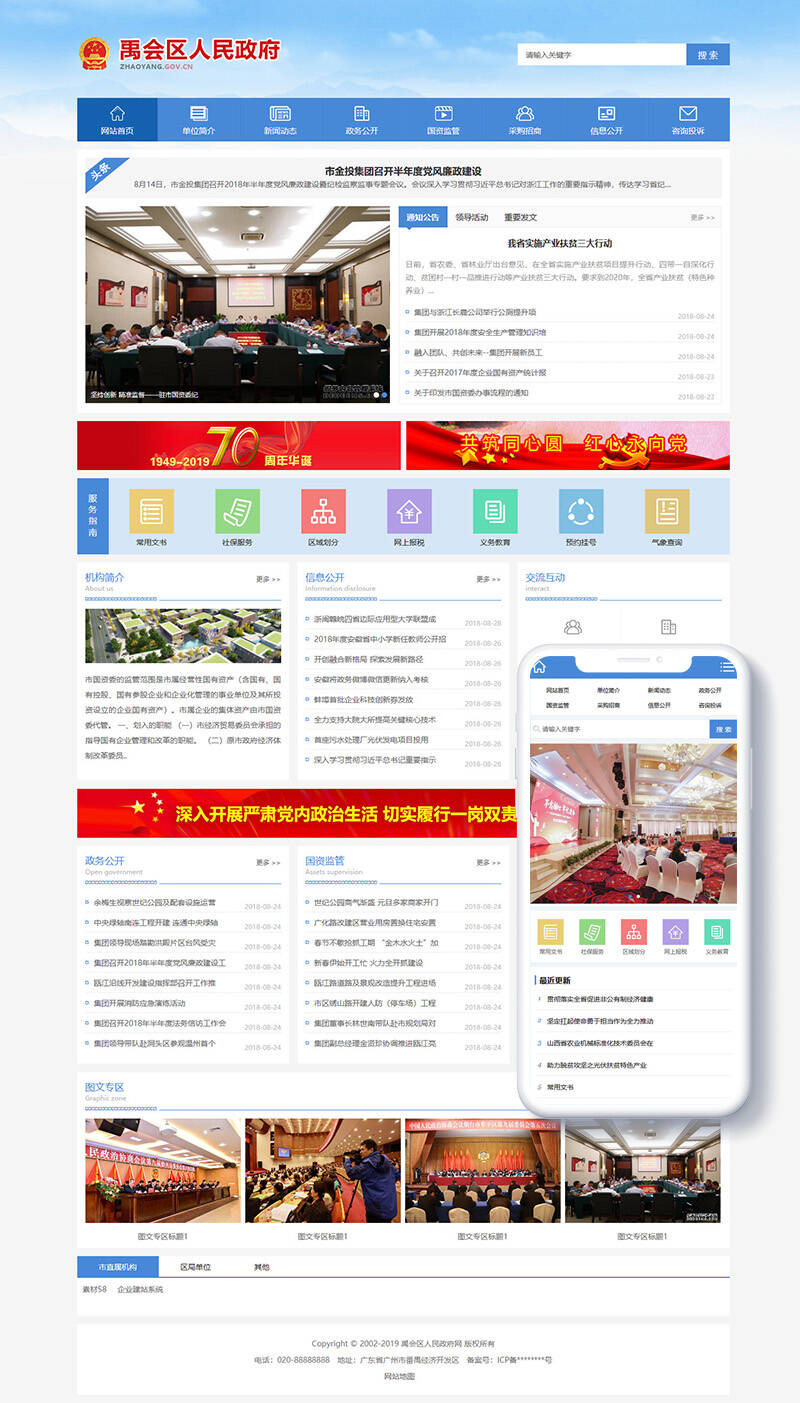 禹会区人民政府
ZHAOYANG.GOV.CN
请输入关键字
搜 索
网站首页 单位简介 新闻动态 政务公开 国资监管 采购招商 信息公开 咨询投诉
头条
市金投集团召开半年度党风廉政建设
8月14日，市金投集团召开2018年半年度党风廉政建设暨纪检监察监事专题会议。会议深入学习贯彻习近平总书记对浙江工作的重要指示精神，传达学习省纪...
坚持创新 精准监督——驻市国资委纪
通知公告 领导活动 重要发文 更多 >>
我省实施产业扶贫三大行动
日前，省农委、省林业厅出台意见，在全省实施产业扶贫项目提升行动、四带一自深化行
动、贫困村一村一品推进行动等产业扶贫三大行动。要求到2020年，全省产业扶贫（特色种
养业）...
集团与浙江长鹿公司举行公厕提升项 2018-08-24
集团开展2018年度安全生产管理知识培 2018-08-24
融入团队、共创未来--集团开展新员工 2018-08-24
关于召开2017年度企业国有资产统计报 2018-08-23
关于印发市国资委办事流程的通知 2018-08-23
1949-2019 70 周年华诞
共筑同心圆 红心永向党
服务指南
常用文书 社保服务 区域划分 网上报税 义务教育 预约挂号 气象查询
机构简介 更多 >>
About us
市国资委的监管范围是市属经营性国有资产（含国有、国
有控股、国有参股企业和企业化管理的事业单位及其所投
资设立的企业国有资产）。市属企业的集体资产由市国资
委代管。 一、划入的职能 （一）市经济贸易委员会承担的
指导国有企业管理和改革的职能。 （二）原市政府经济体
制改革委员..
信息公开 更多 >>
Information disclosure
浙闽赣皖四省边际应用型大学联盟成 2018-08-28
2018年度安徽省中小学新任教师公开招 2018-08-26
开创融合新格局 探索发展新路径 2018-08-26
安徽将政务微博微信更新纳入考核 2018-08-26
蚌埠首批企业科技创新券发放 2018-08-26
全力支持大院大所提高关键核心技术 2018-08-26
首座污水处理厂光伏发电项目投用 2018-08-26
深入学习贯彻习近平总书记重要指示 2018-08-26
交流互动
interact
深入开展严肃党内政治生活 切实履行一岗双责
政务公开 更多 >>
Open government
余梅生视察世纪公园及配套设施运营 2018-08-24
中央绿轴南连工程开建 连通中央绿轴 2018-08-24
集团领导现场踏勘洪殿片区台风受灾 2018-08-24
集团召开2018年半年度党风廉政建设工 2018-08-24
瓯江沿线开发建设指挥部召开工作推 2018-08-24
集团开展消防应急演练活动 2018-08-24
集团召开2018年半年度法务信访工作会 2018-08-24
集团领导带队赴洞头区参观温州首个 2018-08-24
国资监管 更多 >>
Assets supervision
世纪公园商气渐盛 元旦多家商家开门 2018-08-24
广化路改建区营业用房置换住宅安置 2018-08-24
春节不歇抢抓工期 “金木水火土”加 2018-08-24
新春伊始开工忙 火力全开抓建设 2018-08-24
瓯江路道路及景观改造提升工程进场 2018-08-24
市区绣山路开建人防（停车场）工程 2018-08-24
集团董事长林世南带队赴市规划局对 2018-08-24
集团副总经理金贤珍协调推进瓯江亮 2018-08-24
网站首页 单位简介 新闻动态 政务公开
国资监管 采购招商 信息公开 咨询投诉
请输入关键字 搜 索
常用文书 社保服务 区域划分 网上报税 义务教育
最近更新
1 贯彻落实全省促进非公有制经济健康
2 坚定扛起使命勇于担当作为全力推动
3 山西省农业机械标准化技术委员会在
4 助力脱贫攻坚之光伏扶贫特色产业
5 常用文书
图文专区
Graphic zone
图文专区标题1 图文专区标题1 图文专区标题1 图文专区标题1
市直属机构 区局单位 其他
素材58 企业建站系统
Copyright © 2002-2019 禹会区人民政府网 版权所有
电话：020-88888888 地址：广东省广州市番禺经济开发区 备案号：ICP备********号
网站地图